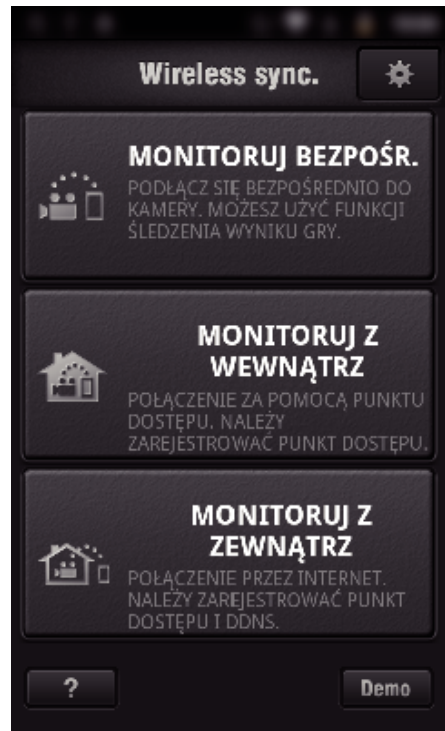 Wireless sync.
MONITORUJ BEZPOŚR.
PODŁĄCZ SIĘ BEZPOŚREDNIO DO
KAMERY. MOŻESZ UŻYĆ FUNKCJI
ŚLEDZENIA WYNIKU GRY.
MONITORUJ Z
WEWNĄTRZ
POŁĄCZENIE ZA POMOCĄ PUNKTU
DOSTĘPU. NALEŻY
ZAREJESTROWAĆ PUNKT DOSTĘPU.
MONITORUJ Z
ZEWNĄTRZ
POŁĄCZENIE PRZEZ INTERNET.
NALEŻY ZAREJESTROWAĆ PUNKT
DOSTĘPU I DDNS.
?
Demo